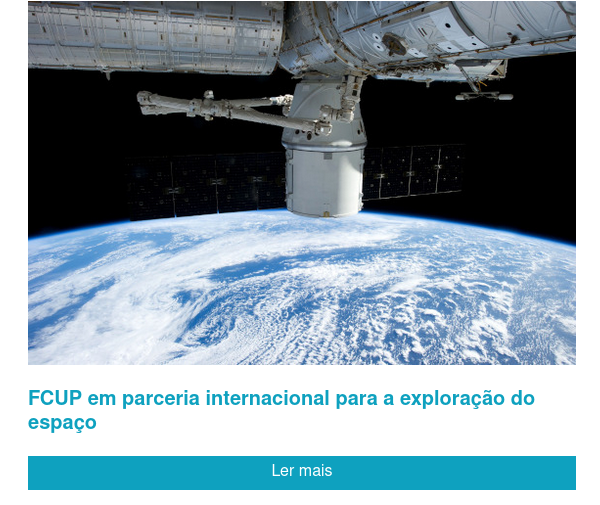 FCUP em parceria internacional para a exploração do
espaço
Ler mais